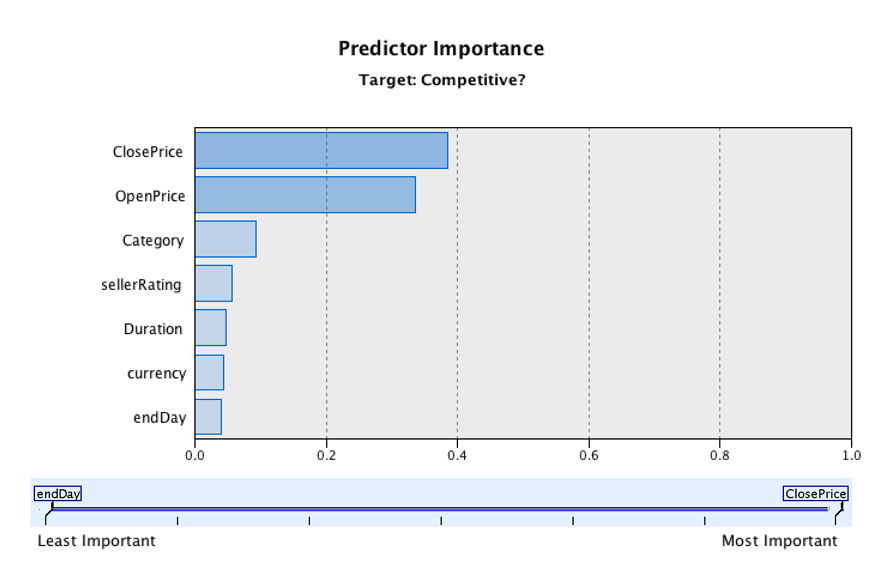 Predictor Importance
Target: Competitive?
ClosePrice
OpenPrice
Category
sellerRating
Duration
currency
endDay
0.0 0.2 0.4 0.6 0.8 1.0
endDay ClosePrice
Least Important Most Important